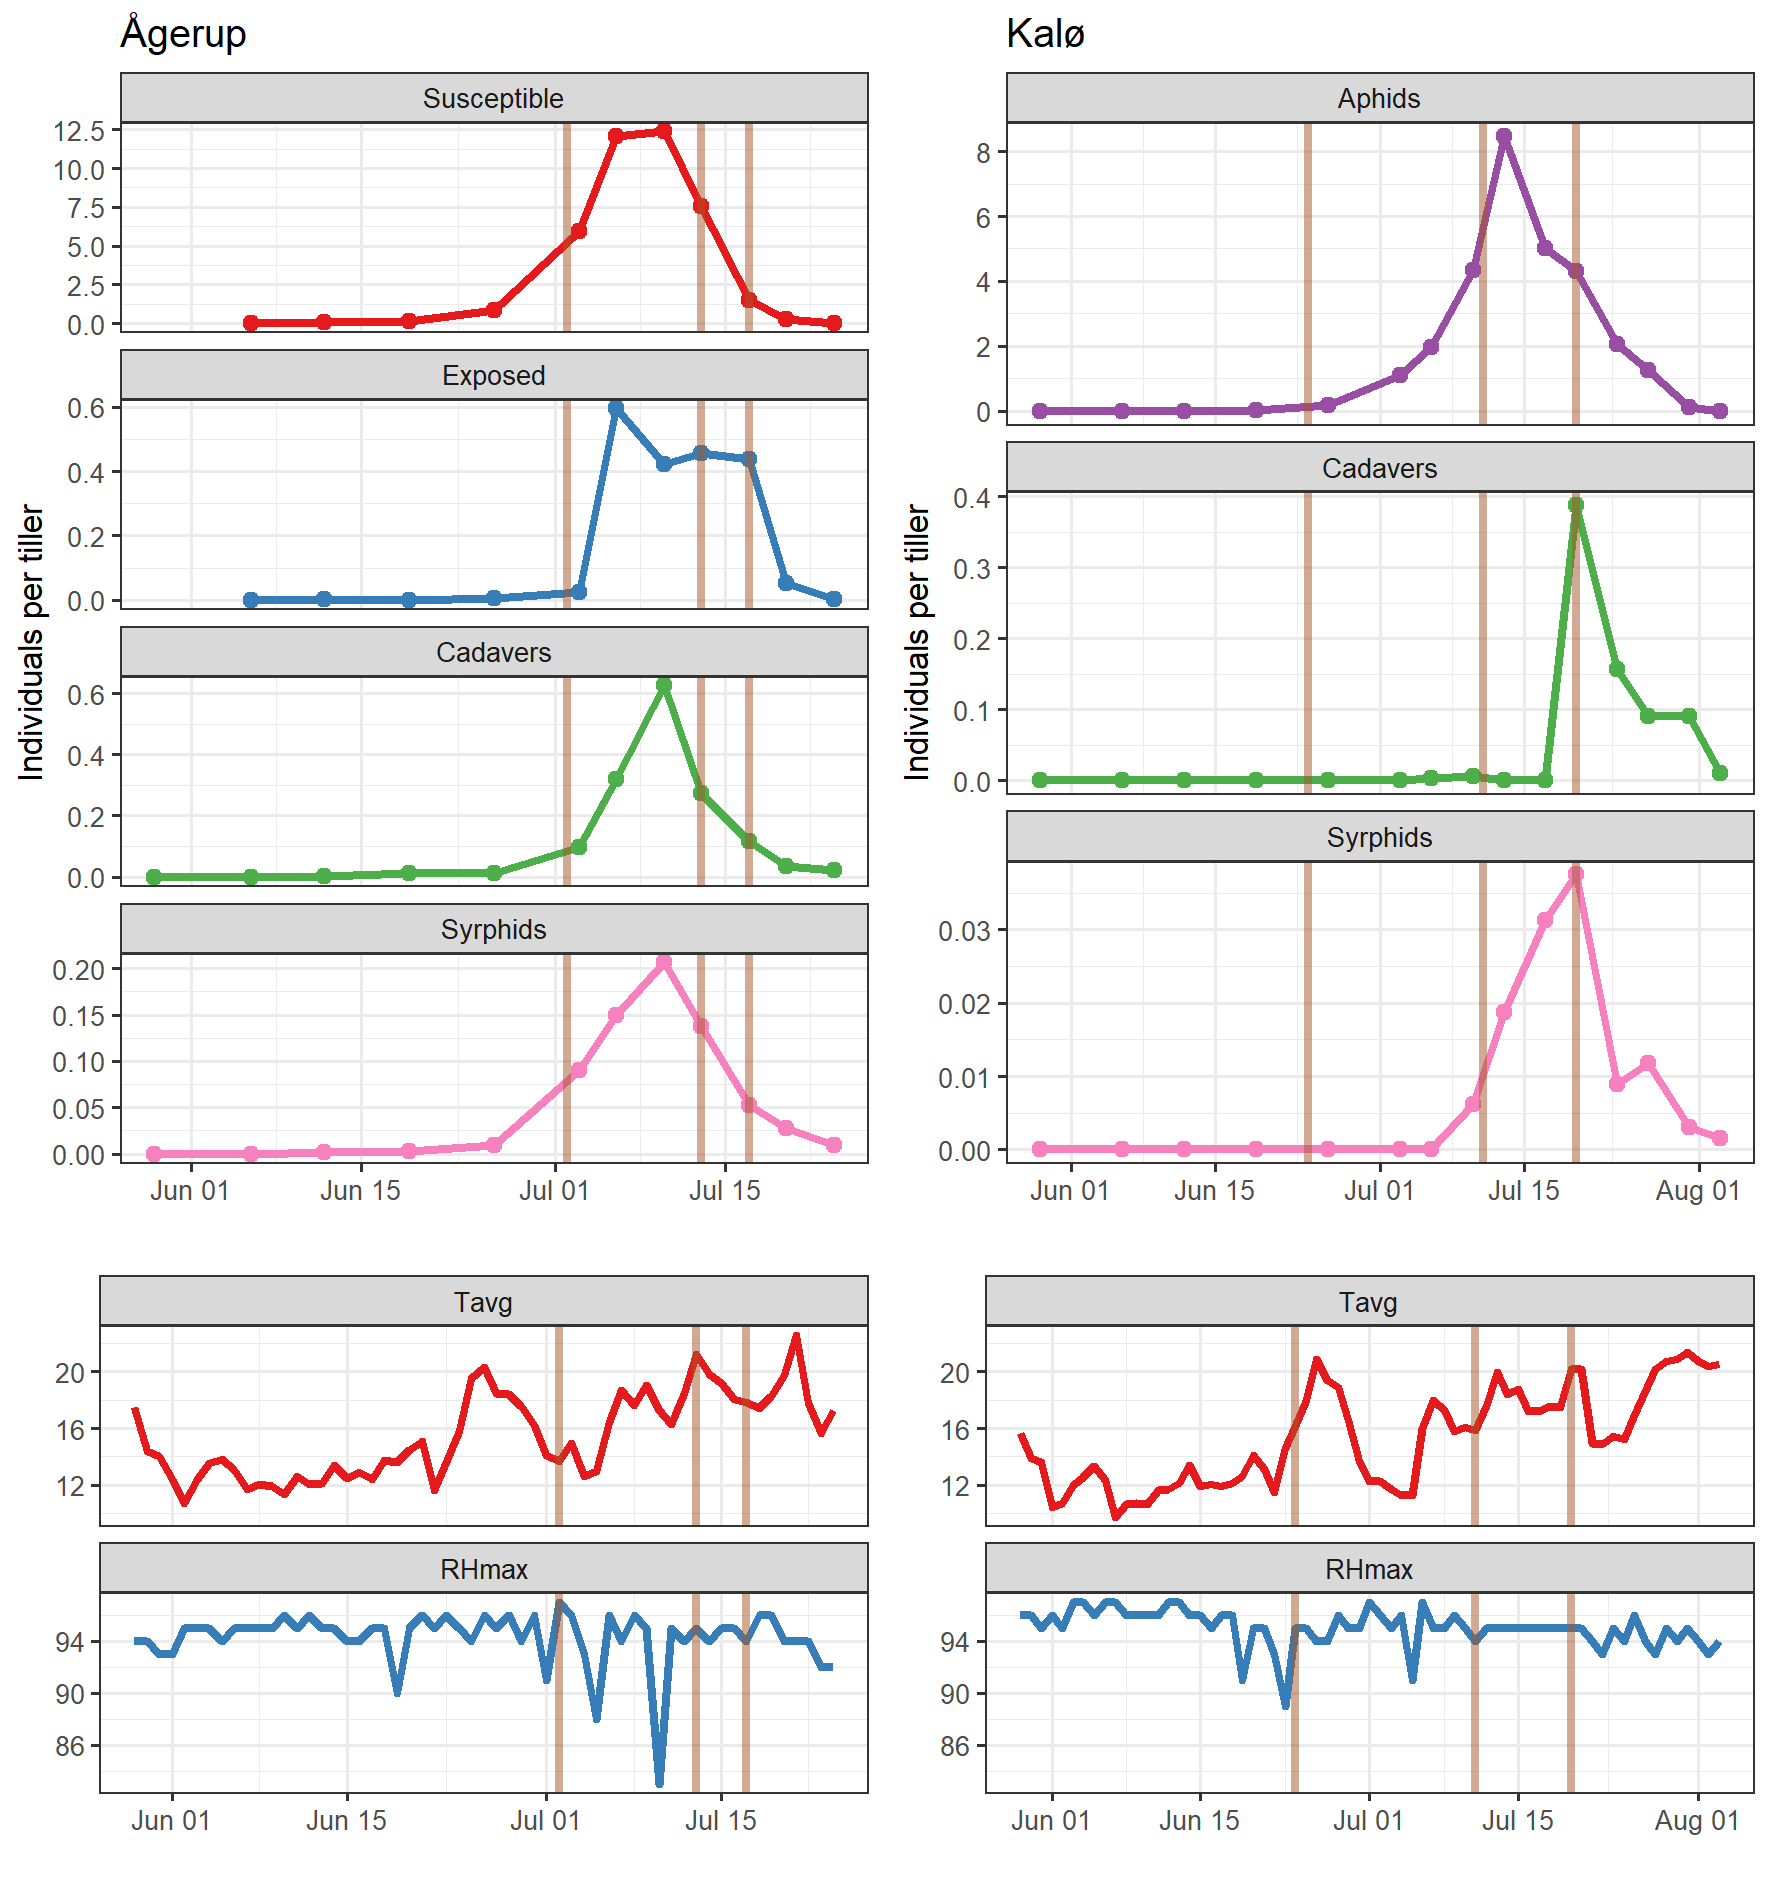 Ågerup
Susceptible
12.5
10.0
7.5
5.0
2.5
0.0
Exposed
0.6
0.4
0.2
0.0
Cadavers
0.6
0.4
0.2
0.0
Syrphids
0.20
0.15
0.10
0.05
0.00
Jun 01 Jun 15 Jul 01 Jul 15
Individuals per tiller
Tavg
20
16
12
RHmax
94
90
86
Jun 01 Jun 15 Jul 01 Jul 15
Kalø
Aphids
8
6
4
2
0
Cadavers
0.4
0.3
0.2
0.1
0.0
Syrphids
0.03
0.02
0.01
0.00
Jun 01 Jun 15 Jul 01 Jul 15 Aug 01
Individuals per tiller
Tavg
20
16
12
RHmax
94
90
86
Jun 01 Jun 15 Jul 01 Jul 15 Aug 01